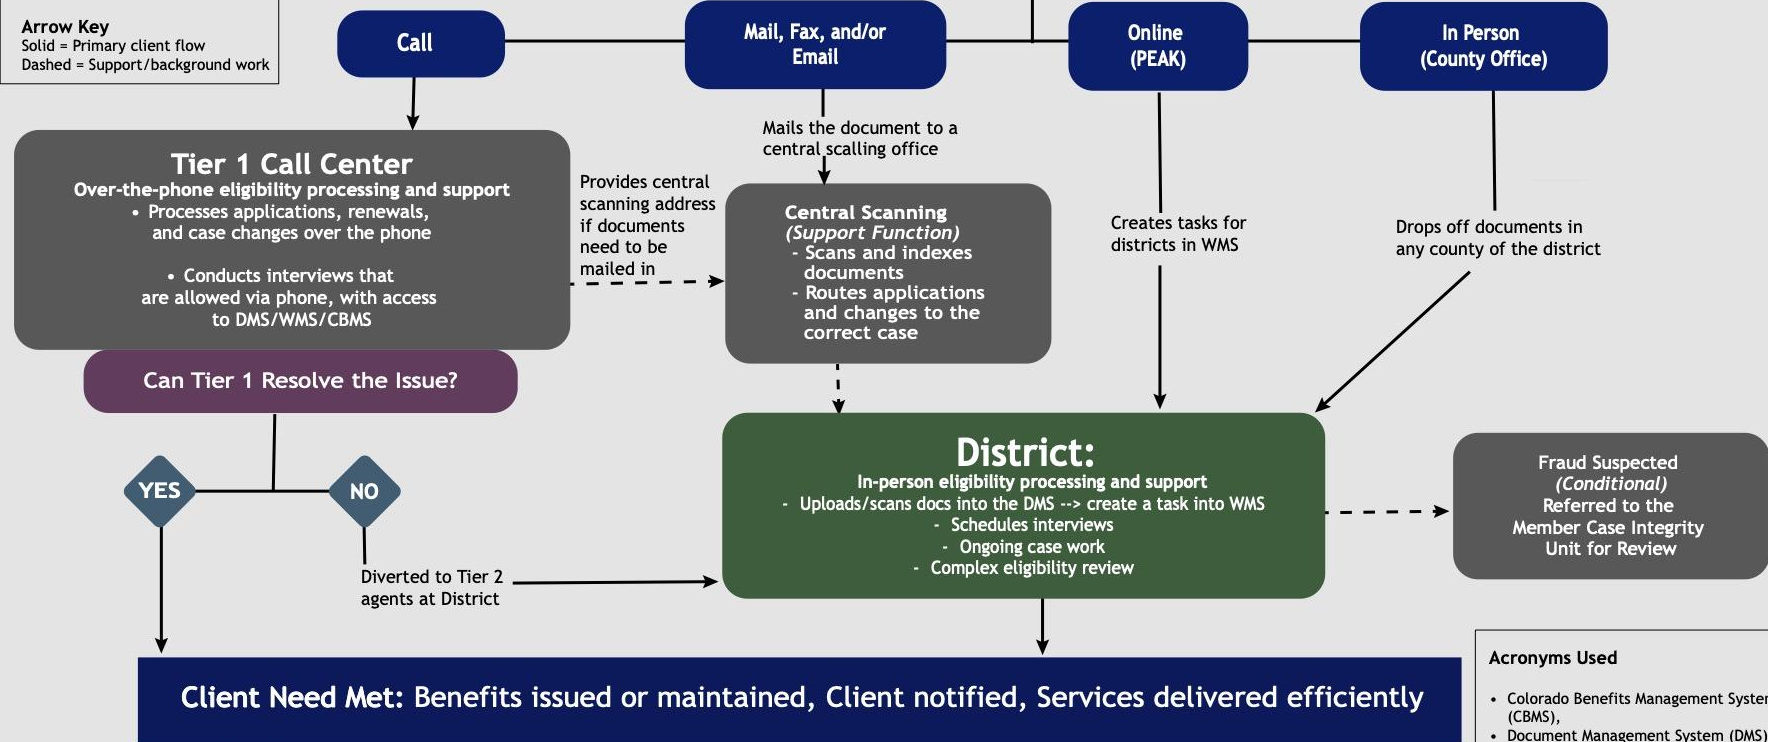 Arrow Key
Solid = Primary client flow
Dashed = Support/background work
Call
Mail, Fax, and/or
Email
Online
(PEAK)
In Person
(County Office)
Mails the document to a
central scalling office
Tier 1 Call Center
Over-the-phone eligibility processing and support
• Processes applications, renewals,
and case changes over the phone
• Conducts interviews that
are allowed via phone, with access
to DMS/WMS/CBMS
Provides central
scanning address
if documents
need to be
mailed in
Central Scanning
(Support Function)
- Scans and indexes
documents
- Routes applications
and changes to the
correct case
Creates tasks for
districts in WMS
Drops off documents in
any county of the district
Can Tier 1 Resolve the Issue?
YES
NO
Diverted to Tier 2
agents at District
District:
In-person eligibility processing and support
- Uploads/scans docs into the DMS --> create a task into WMS
- Schedules interviews
- Ongoing case work
- Complex eligibility review
Fraud Suspected
(Conditional)
Referred to the
Member Case Integrity
Unit for Review
Client Need Met: Benefits issued or maintained, Client notified, Services delivered efficiently
Acronyms Used
• Colorado Benefits Management System
(CBMS),
• Document Management System (DMS)